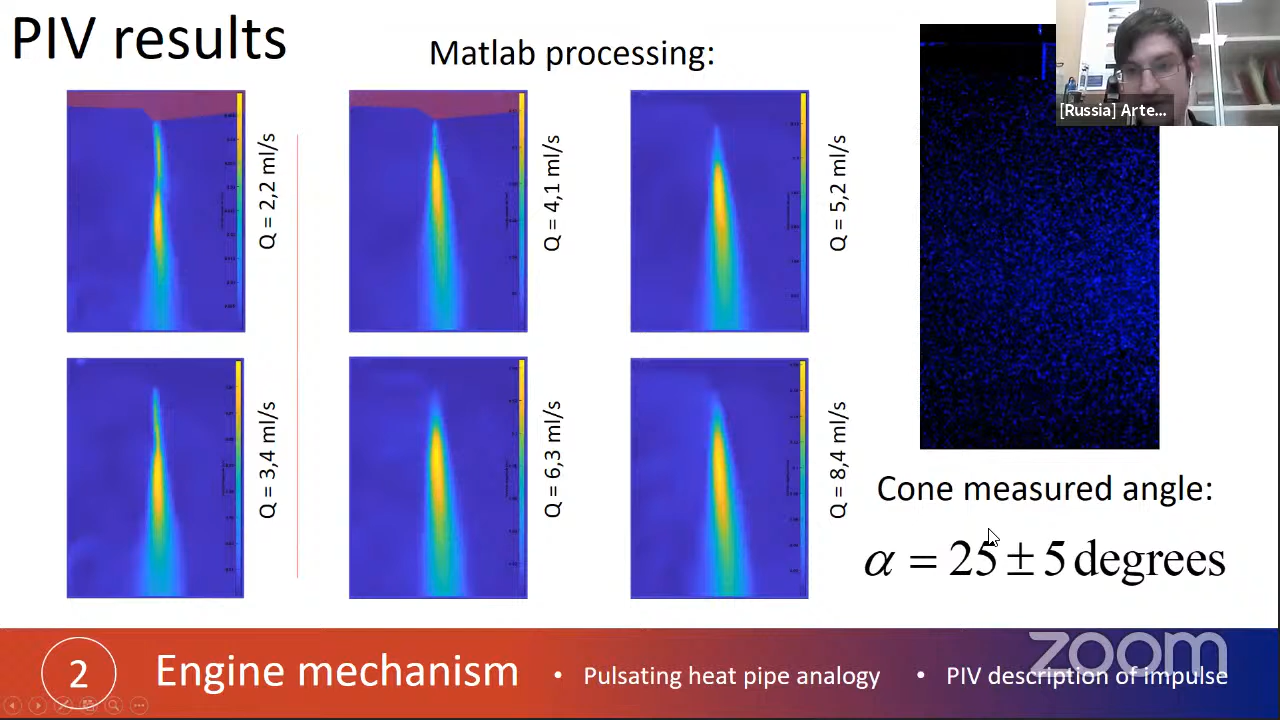 PIV results
Matlab processing:
[Russia] Arte...
Q = 2,2 ml/s
Q = 4,1 ml/s
Q = 5,2 ml/s
Q = 3,4 ml/s
Q = 6,3 ml/s
Q = 8,4 ml/s
Cone measured angle:
α = 25 ± 5 degrees
zoom
2
Engine mechanism
• Pulsating heat pipe analogy
• PIV description of impulse